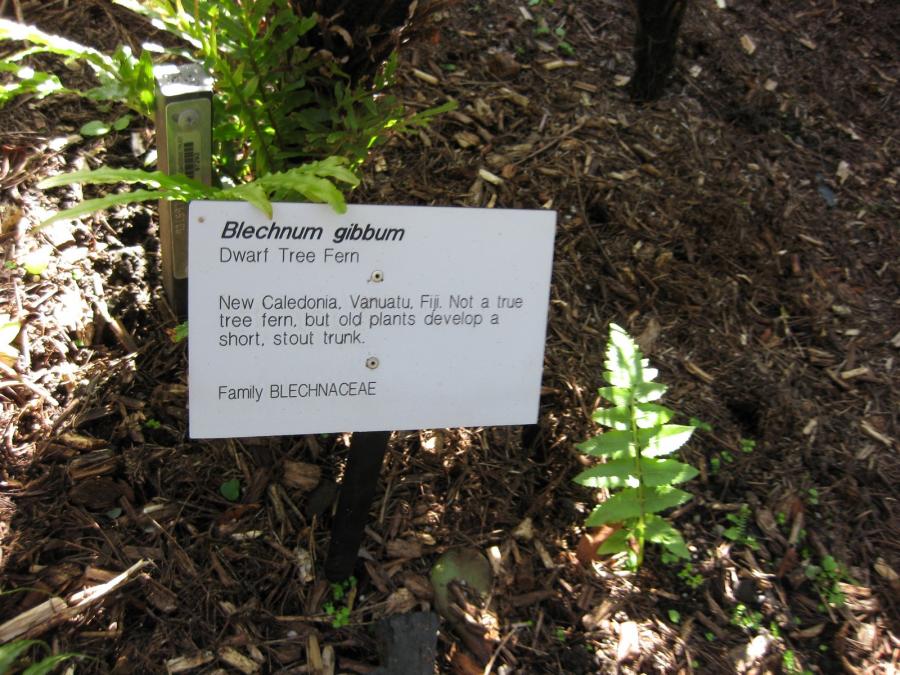 Blechnum gibbum
Dwarf Tree Fern
New Caledonia, Vanuatu, Fiji. Not a true
tree fern, but old plants develop a
short, stout trunk.
Family BLECHNACEAE